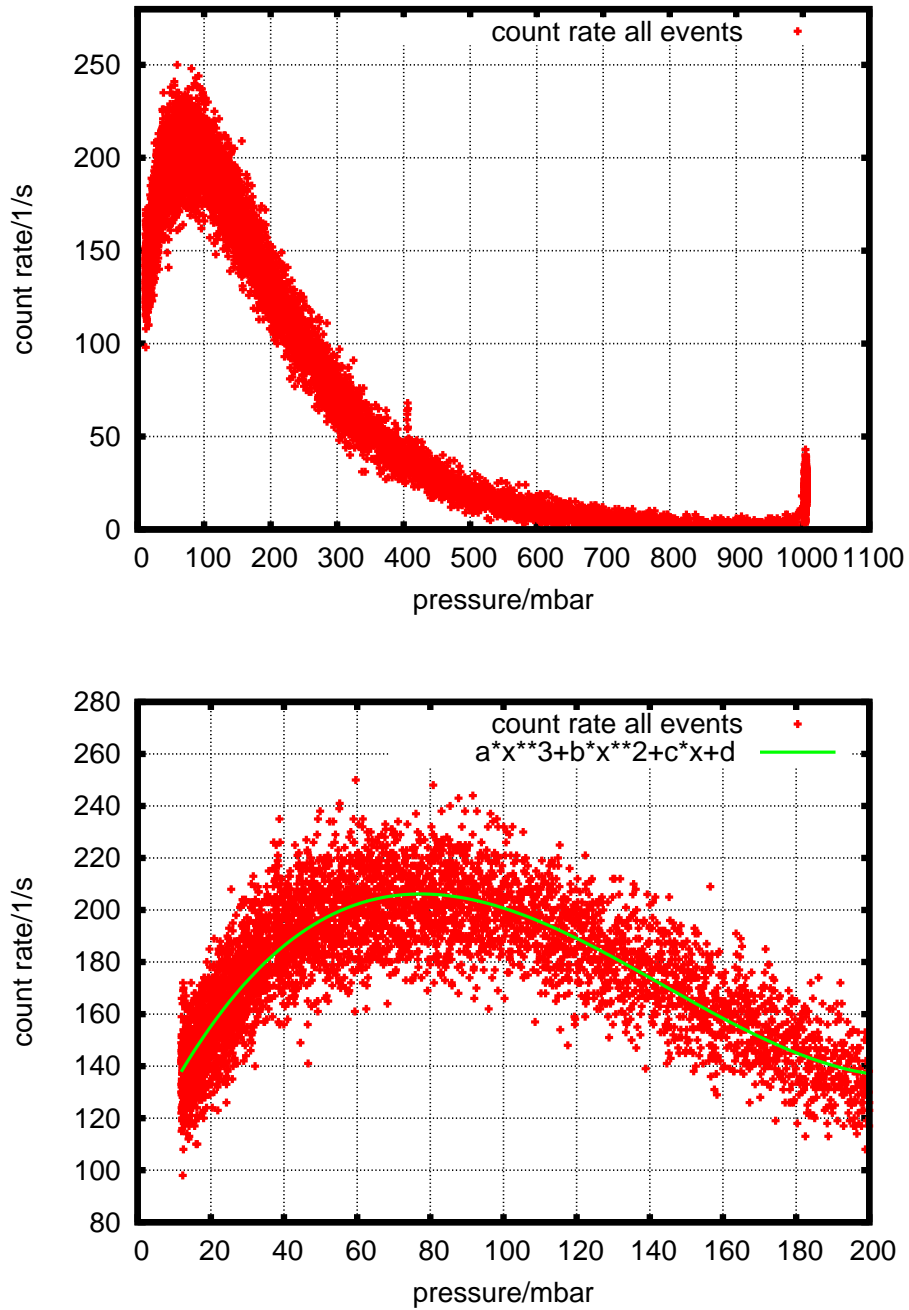 count rate all events
250
200
150
100
50
0
count rate/1/s
0 100 200 300 400 500 600 700 800 900 1000 1100
pressure/mbar
280
260
240
220
200
180
160
140
120
100
80
count rate all events
a*x**3+b*x**2+c*x+d
count rate/1/s
0 20 40 60 80 100 120 140 160 180 200
pressure/mbar